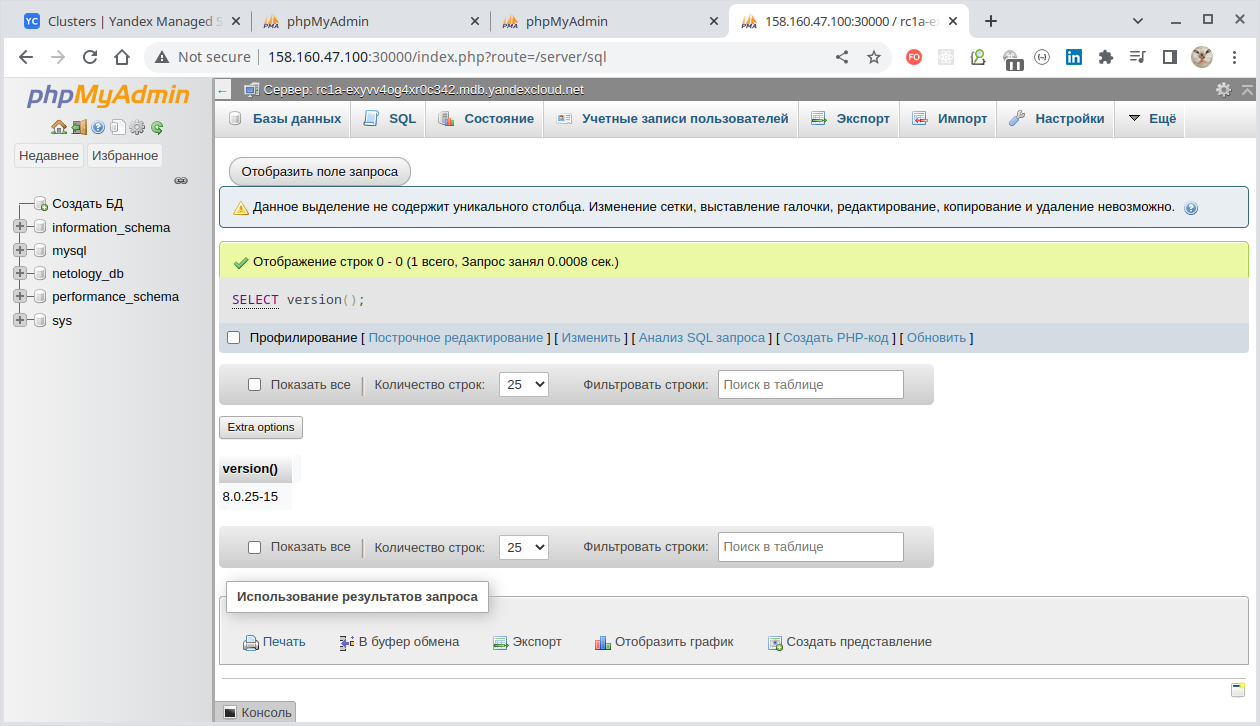 Clusters | Yandex Managed S
phpMyAdmin
phpMyAdmin
158.160.47.100:30000 / rc1a-ex
Not secure
158.160.47.100:30000/index.php?route=/server/sql
phpMyAdmin
Недавнее
Избранное
Создать БД
information_schema
mysql
netology_db
performance_schema
sys
Сервер: rc1a-exyvv4og4xr0c342.mdb.yandexcloud.net
Базы данных
SQL
Состояние
Учетные записи пользователей
Экспорт
Импорт
Настройки
Ещё
Отобразить поле запроса
Данное выделение не содержит уникального столбца. Изменение сетки, выставление галочки, редактирование, копирование и удаление невозможно.
Отображение строк 0 - 0 (1 всего, Запрос занял 0.0008 сек.)
SELECT version();
Профилирование [ Построчное редактирование ] [ Изменить ] [ Анализ SQL запроса ] [ Создать PHP-код ] [ Обновить ]
Показать все | Количество строк: 25 Фильтровать строки: Поиск в таблице
Extra options
version()
8.0.25-15
Показать все | Количество строк: 25 Фильтровать строки: Поиск в таблице
Использование результатов запроса
Печать
В буфер обмена
Экспорт
Отобразить график
Создать представление
Консоль